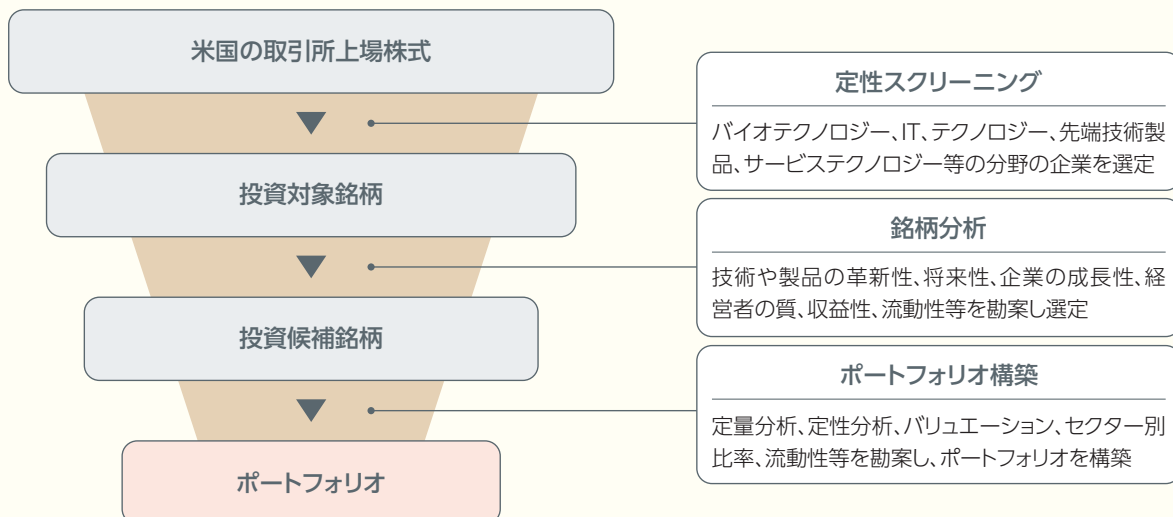 米国の取引所上場株式
定性スクリーニング
バイオテクノロジー、IT、テクノロジー、先端技術製
品、サービステクノロジー等の分野の企業を選定
投資対象銘柄
銘柄分析
技術や製品の革新性、将来性、企業の成長性、経
営者の質、収益性、流動性等を勘案し選定
投資候補銘柄
ポートフォリオ構築
定量分析、定性分析、バリュエーション、セクター別
比率、流動性等を勘案し、ポートフォリオを構築
ポートフォリオ